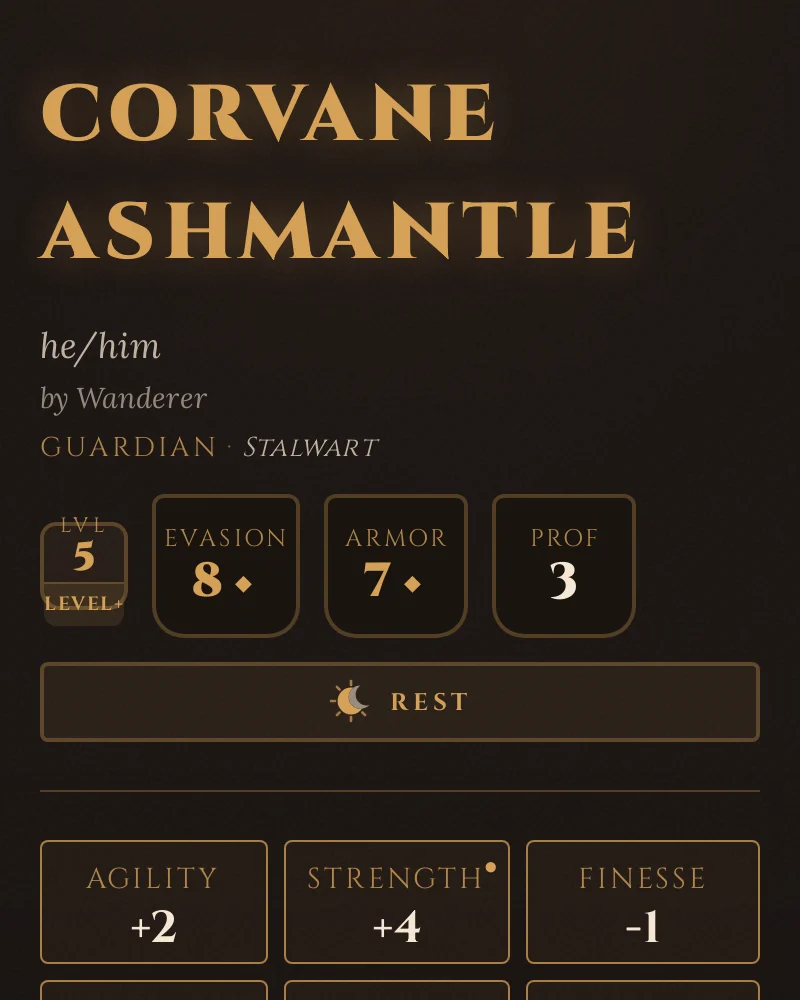 CORVANE
ASHMANTLE
he/him
by Wanderer
GUARDIAN · STALWART
LVL
5
LEVEL+
EVASION
8 ◆
ARMOR
7 ◆
PROF
3
REST
AGILITY
+2
STRENGTH
+4
FINESSE
-1